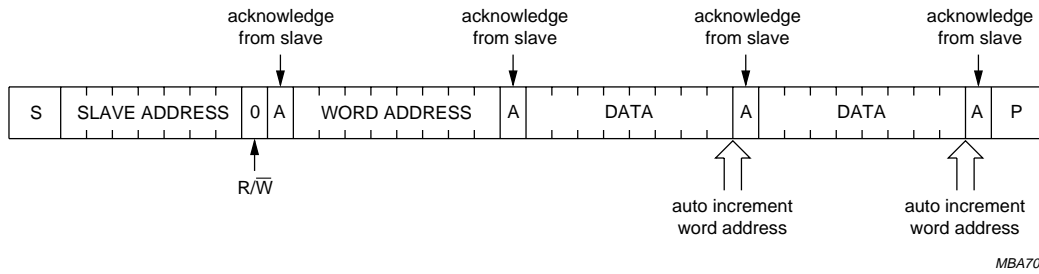 acknowledge acknowledge acknowledge acknowledge
from slave from slave from slave from slave
S SLAVE ADDRESS 0 A WORD ADDRESS A DATA A DATA A P
R/W̅
auto increment auto increment
word address word address
MBA70